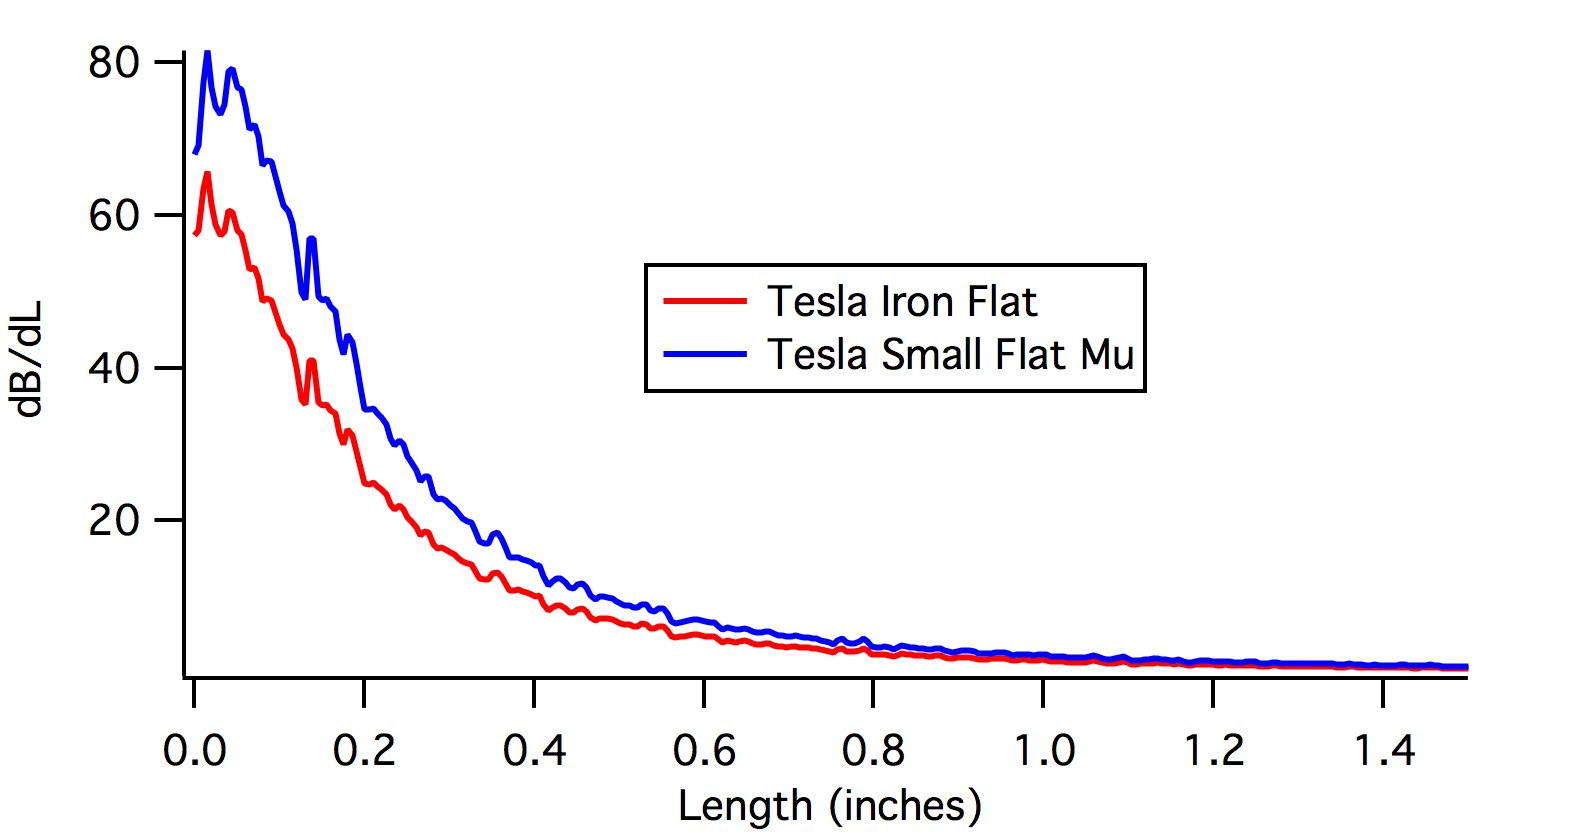 80
60
40
20
dB/dL
Tesla Iron Flat
Tesla Small Flat Mu
0.0 0.2 0.4 0.6 0.8 1.0 1.2 1.4
Length (inches)